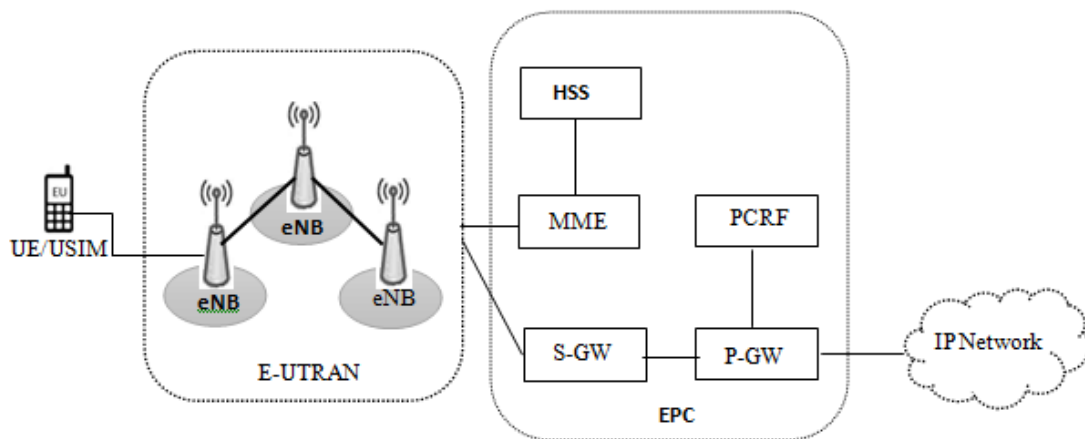 EU
UE/USIM
eNB
eNB
eNB
E-UTRAN
HSS
MME
PCRF
S-GW
P-GW
EPC
IP Network